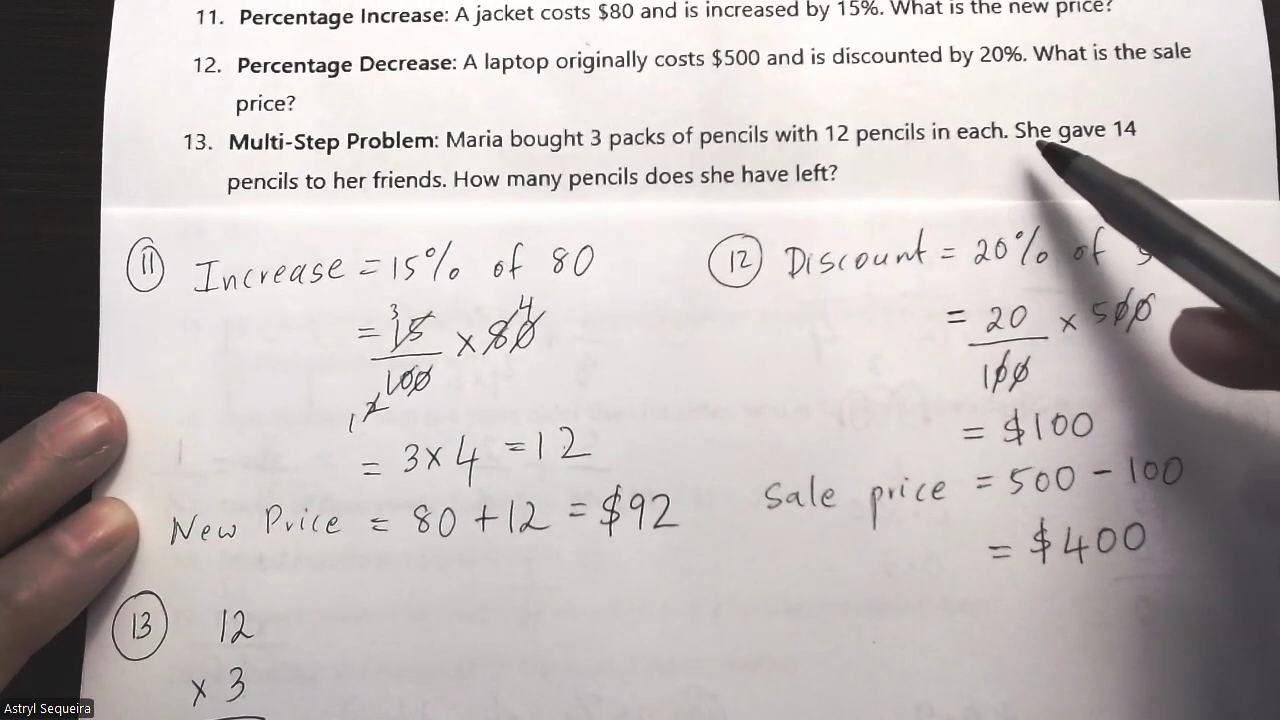 11. Percentage Increase: A jacket costs $80 and is increased by 15%. What is the new price?
12. Percentage Decrease: A laptop originally costs $500 and is discounted by 20%. What is the sale
price?
13. Multi-Step Problem: Maria bought 3 packs of pencils with 12 pencils in each. She gave 14
pencils to her friends. How many pencils does she have left?
11 Increase = 15% of 80
= 3 15 × 80 4
100
1 2
= 3 × 4 = 12
New Price = 80 + 12 = $92
12 Discount = 20% of
= 20 × 500
100
= $100
Sale price = 500 - 100
= $400
13 12
× 3
Astryl Sequeira